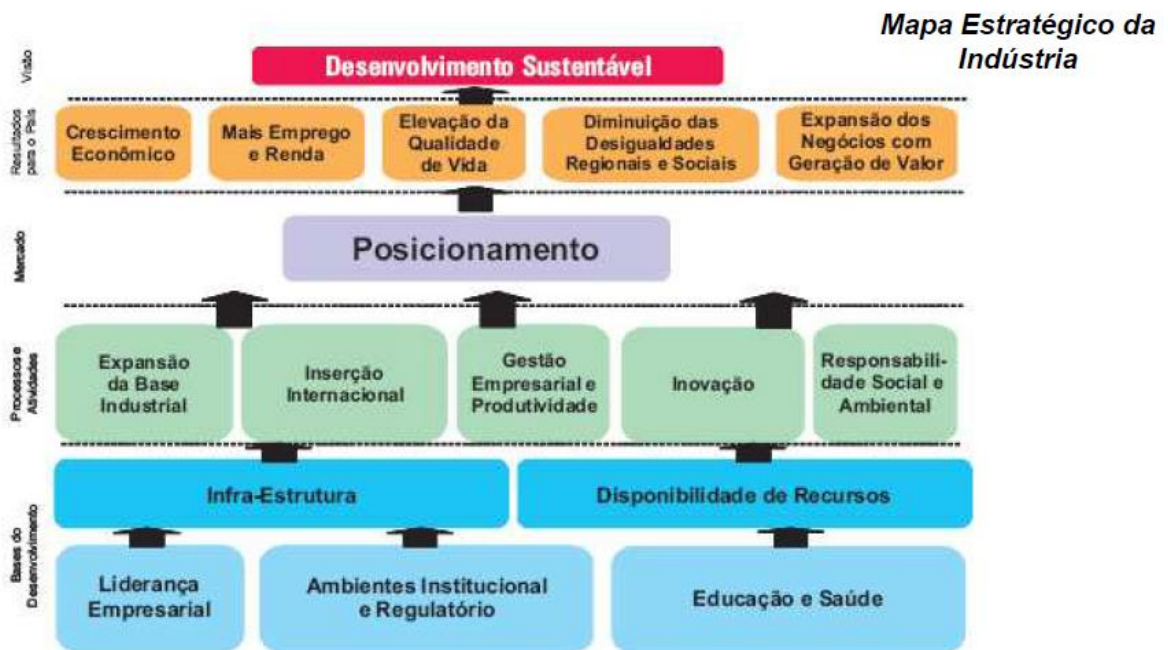 Mapa Estratégico da
Indústria
Visão
Desenvolvimento Sustentável
Resultados
para o País
Crescimento
Econômico
Mais Emprego
e Renda
Elevação da
Qualidade
de Vida
Diminuição das
Desigualdades
Regionais e Sociais
Expansão dos
Negócios com
Geração de Valor
Mercado
Posicionamento
Processos e
Atividades
Expansão
da Base
Industrial
Inserção
Internacional
Gestão
Empresarial e
Produtividade
Inovação
Responsabili-
dade Social e
Ambiental
Bases do
Desenvolvimento
Infra-Estrutura
Disponibilidade de Recursos
Liderança
Empresarial
Ambientes Institucional
e Regulatório
Educação e Saúde